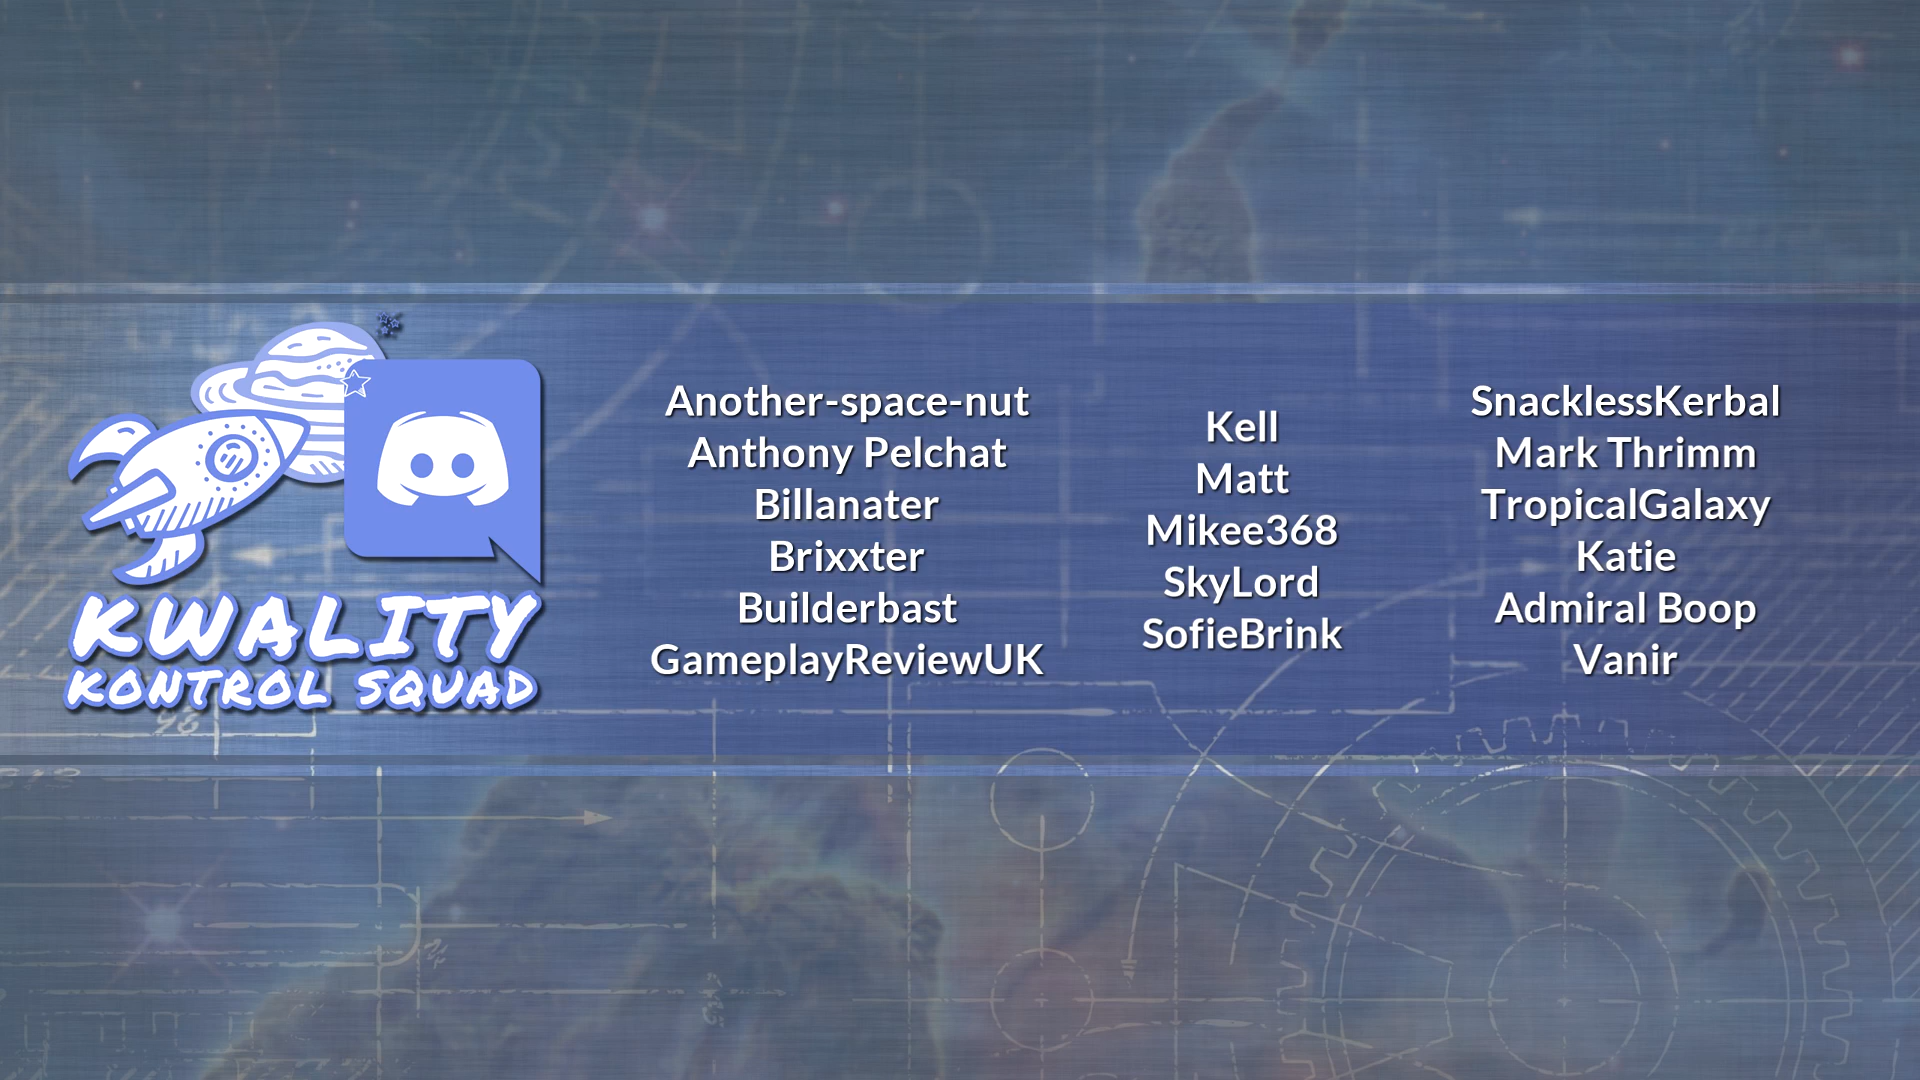 KWALITY
KONTROL SQUAD
Another-space-nut
Anthony Pelchat
Billanater
Brixxter
Builderbast
GameplayReviewUK
Kell
Matt
Mikee368
SkyLord
SofieBrink
SnacklessKerbal
Mark Thrimm
TropicalGalaxy
Katie
Admiral Boop
Vanir